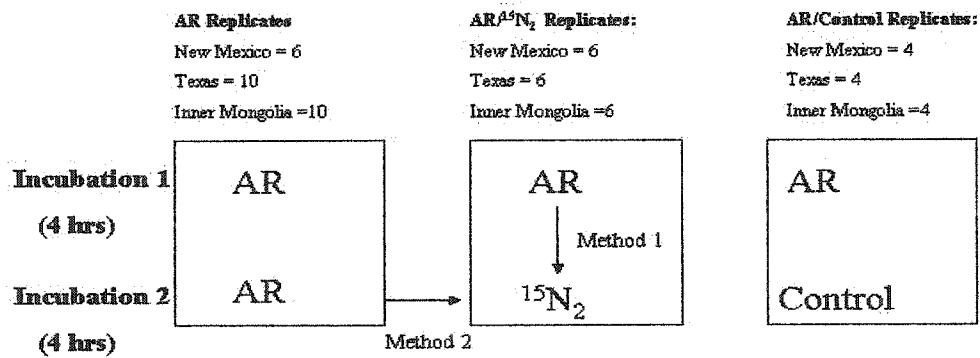 AR Replicates
New Mexico = 6
Texas = 10
Inner Mongolia =10
AR/¹⁵N₂ Replicates:
New Mexico = 6
Texas = 6
Inner Mongolia =6
AR/Control Replicates:
New Mexico = 4
Texas = 4
Inner Mongolia =4
Incubation 1
(4 hrs)
AR
AR
Method 1
AR
Incubation 2
(4 hrs)
AR
Method 2
¹⁵N₂
Control